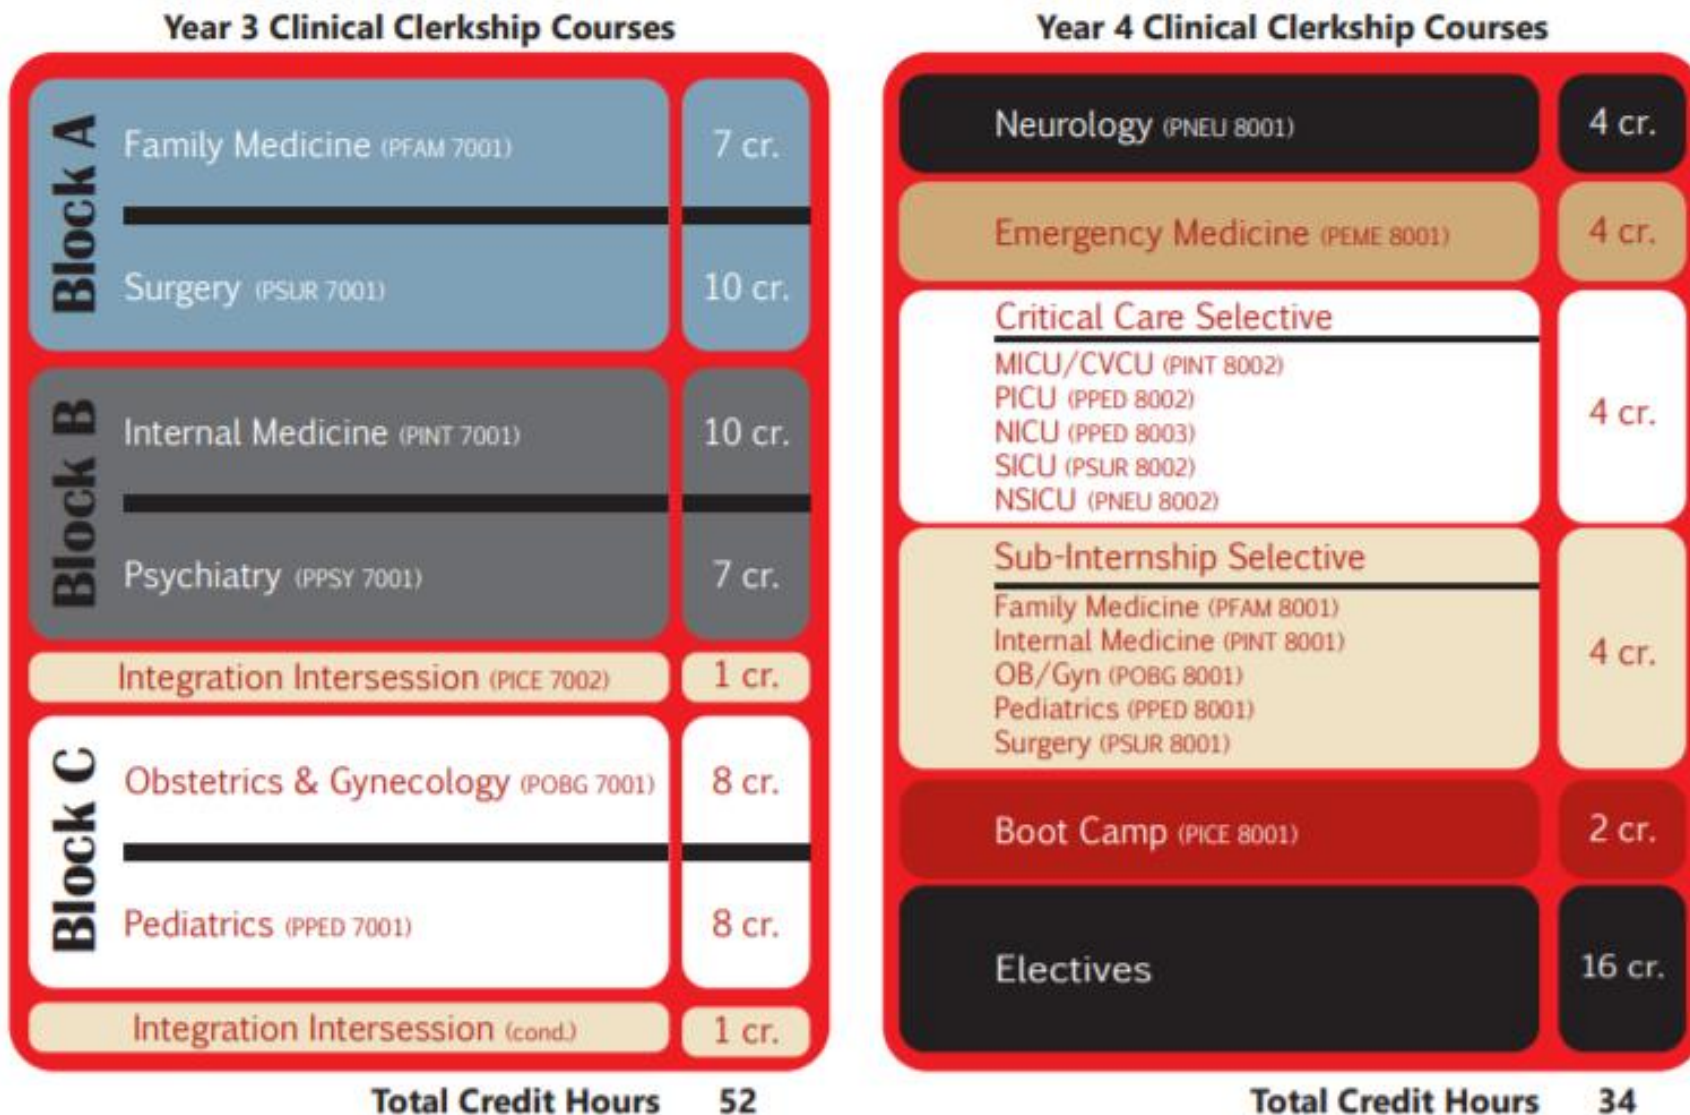 Year 3 Clinical Clerkship Courses
Block A
Family Medicine (PFAM 7001) 7 cr.
Surgery (PSUR 7001) 10 cr.
Block B
Internal Medicine (PINT 7001) 10 cr.
Psychiatry (PPSY 7001) 7 cr.
Integration Intersession (PICE 7002) 1 cr.
Block C
Obstetrics & Gynecology (POBG 7001) 8 cr.
Pediatrics (PPED 7001) 8 cr.
Integration Intersession (cond.) 1 cr.
Total Credit Hours 52
Year 4 Clinical Clerkship Courses
Neurology (PNEU 8001) 4 cr.
Emergency Medicine (PEME 8001) 4 cr.
Critical Care Selective
MICU/CVCU (PINT 8002)
PICU (PPED 8002)
NICU (PPED 8003)
SICU (PSUR 8002)
NSICU (PNEU 8002)
4 cr.
Sub-Internship Selective
Family Medicine (PFAM 8001)
Internal Medicine (PINT 8001)
OB/Gyn (POBG 8001)
Pediatrics (PPED 8001)
Surgery (PSUR 8001)
4 cr.
Boot Camp (PICE 8001) 2 cr.
Electives 16 cr.
Total Credit Hours 34